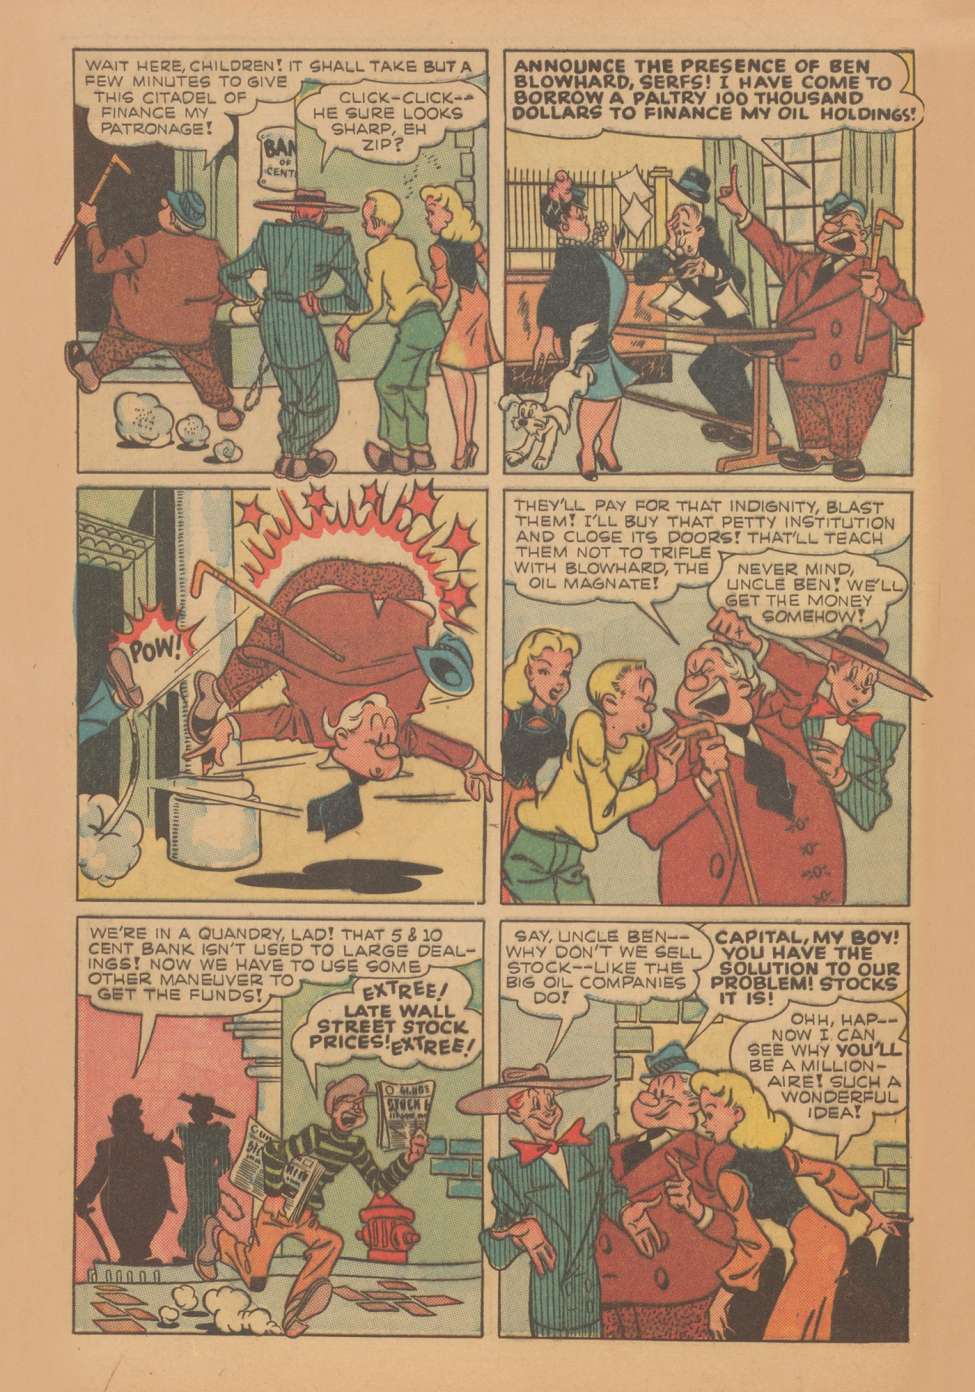 WAIT HERE, CHILDREN! IT SHALL TAKE BUT A
FEW MINUTES TO GIVE
THIS CITADEL OF
FINANCE MY
PATRONAGE!
CLICK-CLICK--
HE SURE LOOKS
SHARP, EH
ZIP?
BAN
OF
CENT
ANNOUNCE THE PRESENCE OF BEN
BLOWHARD, SERFS! I HAVE COME TO
BORROW A PALTRY 100 THOUSAND
DOLLARS TO FINANCE MY OIL HOLDINGS!
POW!
THEY'LL PAY FOR THAT INDIGNITY, BLAST
THEM! I'LL BUY THAT PETTY INSTITUTION
AND CLOSE ITS DOORS! THAT'LL TEACH
THEM NOT TO TRIFLE
WITH BLOWHARD, THE
OIL MAGNATE!
NEVER MIND,
UNCLE BEN! WE'LL
GET THE MONEY
SOMEHOW!
WE'RE IN A QUANDRY, LAD! THAT 5 & 10
CENT BANK ISN'T USED TO LARGE DEAL-
INGS! NOW WE HAVE TO USE SOME
OTHER MANEUVER TO
GET THE FUNDS!
EXTREE!
LATE WALL
STREET STOCK
PRICES! EXTREE!
GLOBE
STOCK
SAY, UNCLE BEN--
WHY DON'T WE SELL
STOCK--LIKE THE
BIG OIL COMPANIES
DO!
CAPITAL, MY BOY!
YOU HAVE THE
SOLUTION TO OUR
PROBLEM! STOCKS
IT IS!
OHH, HAP--
NOW I CAN
SEE WHY YOU'LL
BE A MILLION-
AIRE! SUCH A
WONDERFUL
IDEA!